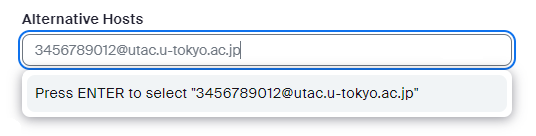 Alternative Hosts
3456789012@utac.u-tokyo.ac.jp
Press ENTER to select "3456789012@utac.u-tokyo.ac.jp"